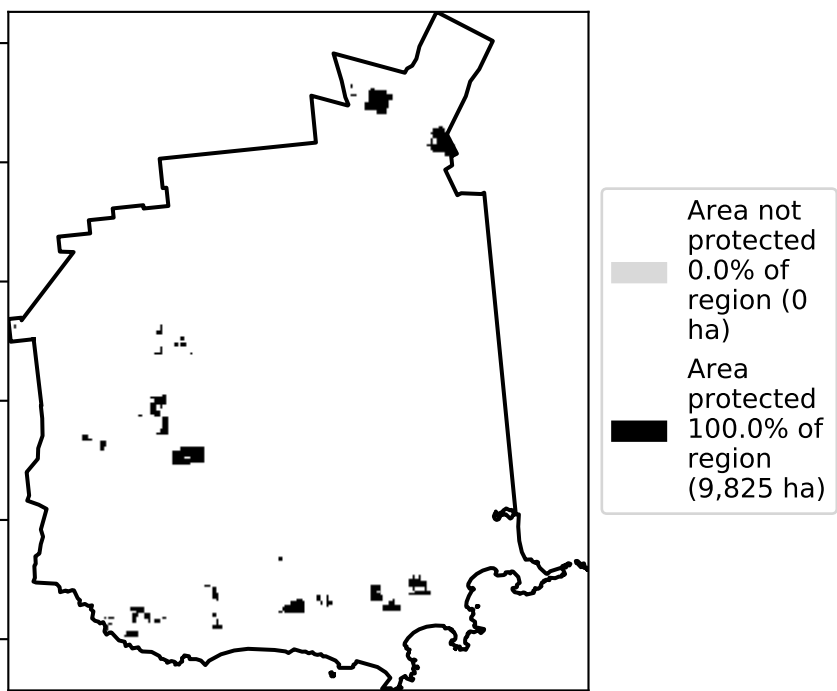 Area not
protected
0.0% of
region (0
ha)
Area
protected
100.0% of
region
(9,825 ha)